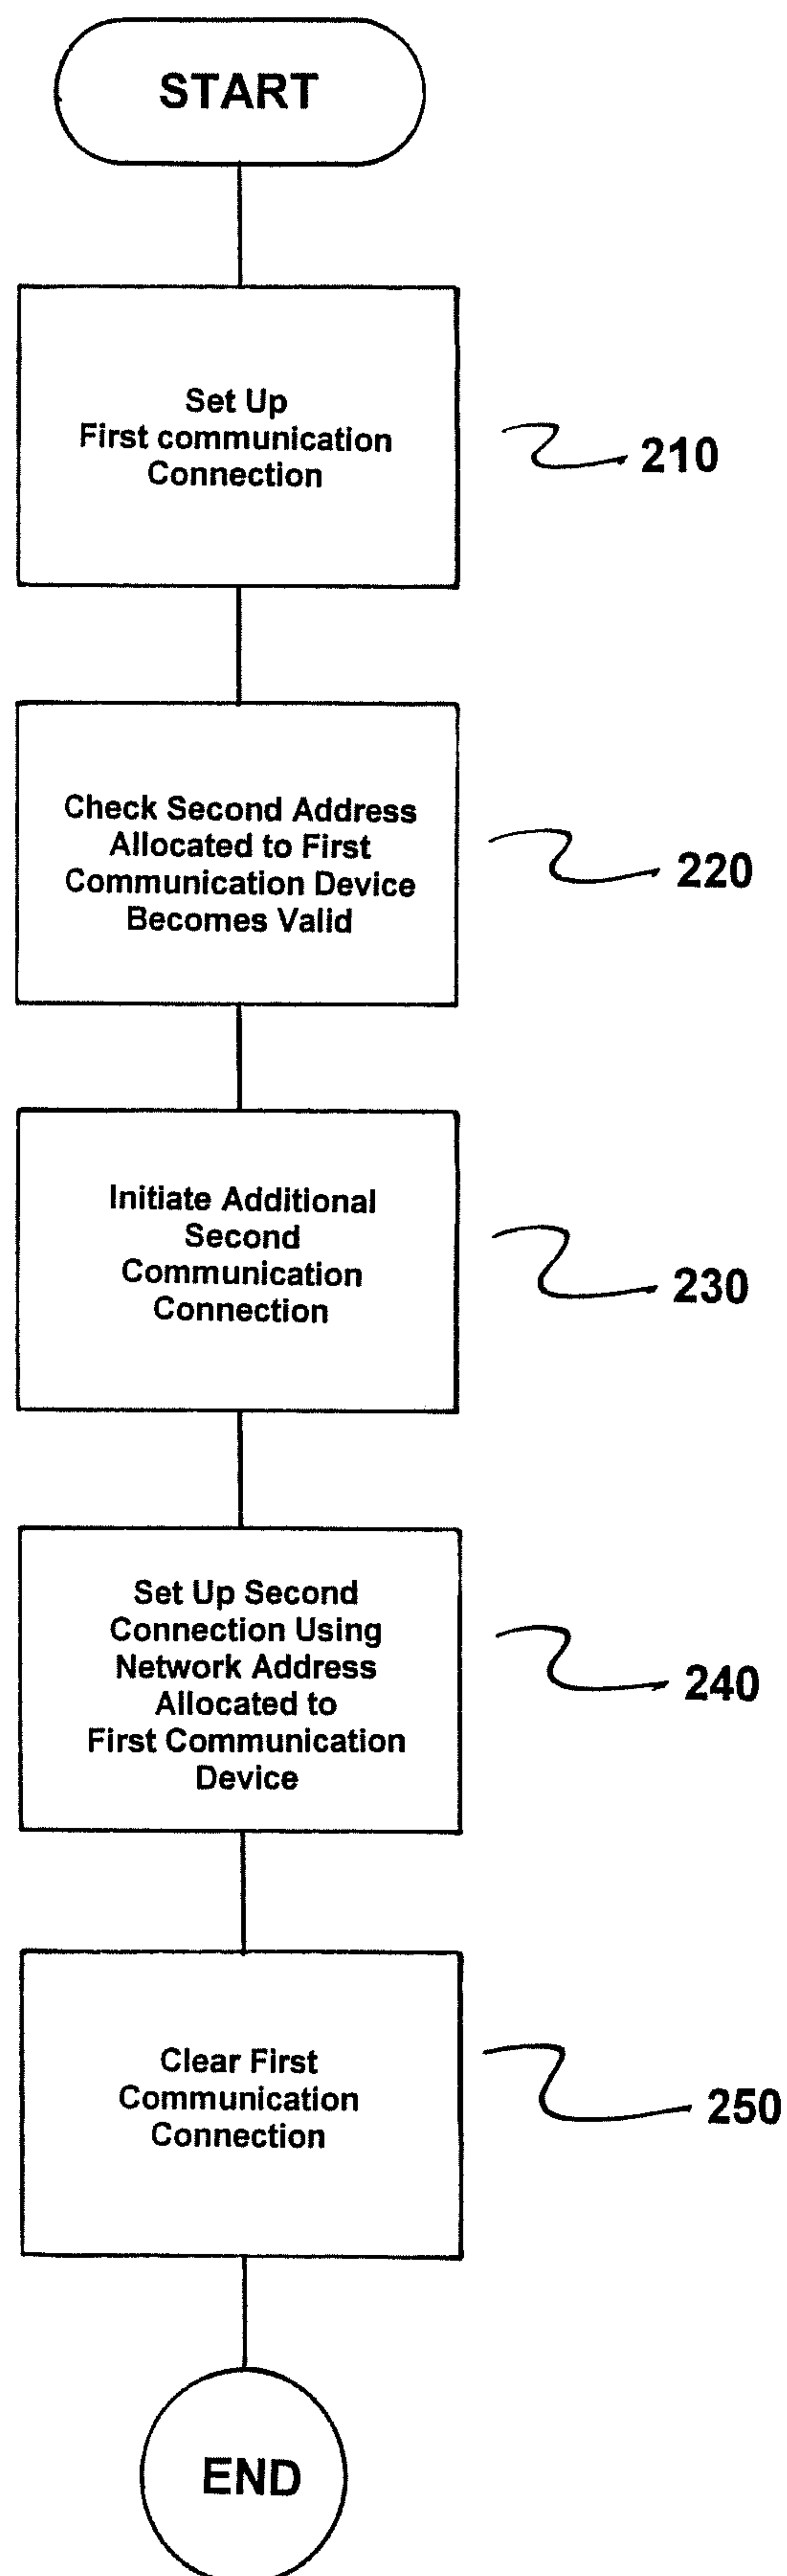 START
Set Up
First communication
Connection
210
Check Second Address
Allocated to First
Communication Device
Becomes Valid
220
Initiate Additional
Second
Communication
Connection
230
Set Up Second
Connection Using
Network Address
Allocated to
First Communication
Device
240
Clear First
Communication
Connection
250
END